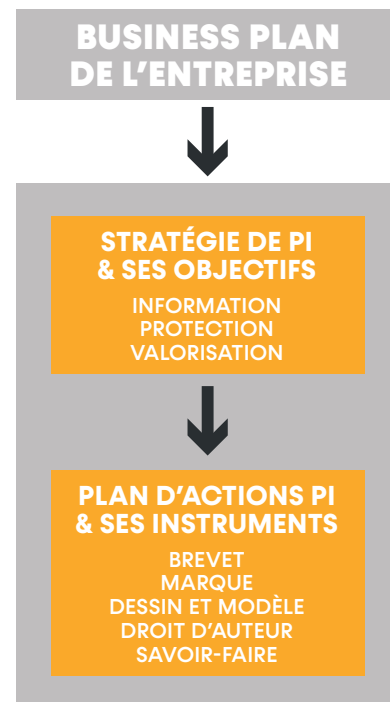 BUSINESS PLAN
DE L'ENTREPRISE
STRATÉGIE DE PI
& SES OBJECTIFS
INFORMATION
PROTECTION
VALORISATION
PLAN D'ACTIONS PI
& SES INSTRUMENTS
BREVET
MARQUE
DESSIN ET MODÈLE
DROIT D'AUTEUR
SAVOIR-FAIRE